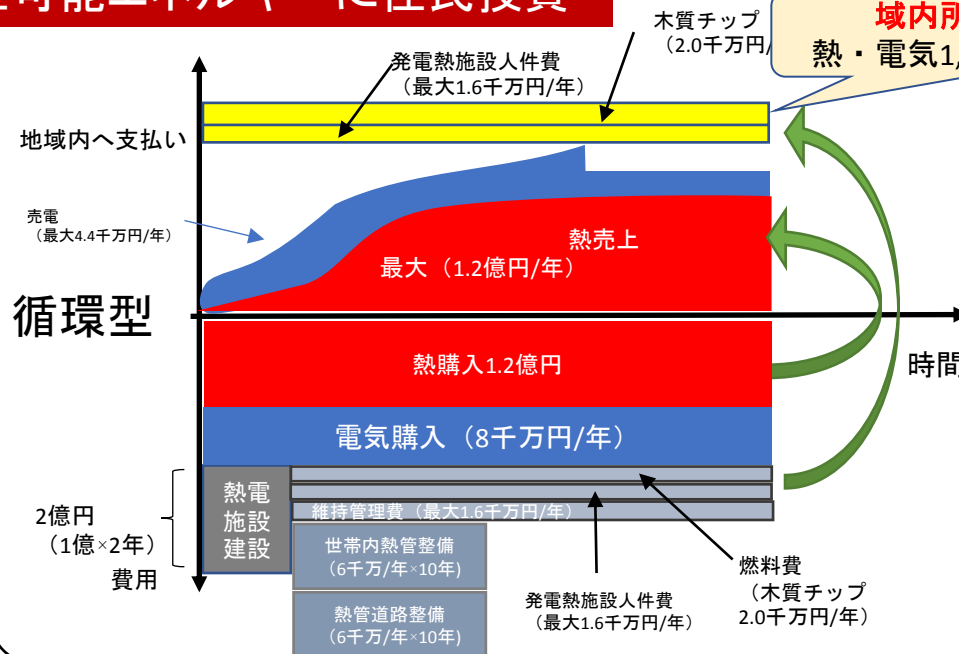 生可能エネルギーに住民投資
木質チップ
（2.0千万円/
域内所
熱・電気1,
発電熱施設人件費
（最大1.6千万円/年）
地域内へ支払い
売電
（最大4.4千万円/年）
熱売上
最大（1.2億円/年）
循環型
時間
熱購入1.2億円
電気購入（8千万円/年）
熱電
施設
建設
2億円
（1億×2年）
費用
維持管理費（最大1.6千万円/年）
世帯内熱管整備
（6千万/年×10年）
熱管道路整備
（6千万/年×10年）
発電熱施設人件費
（最大1.6千万円/年）
燃料費
（木質チップ
2.0千万円/年）